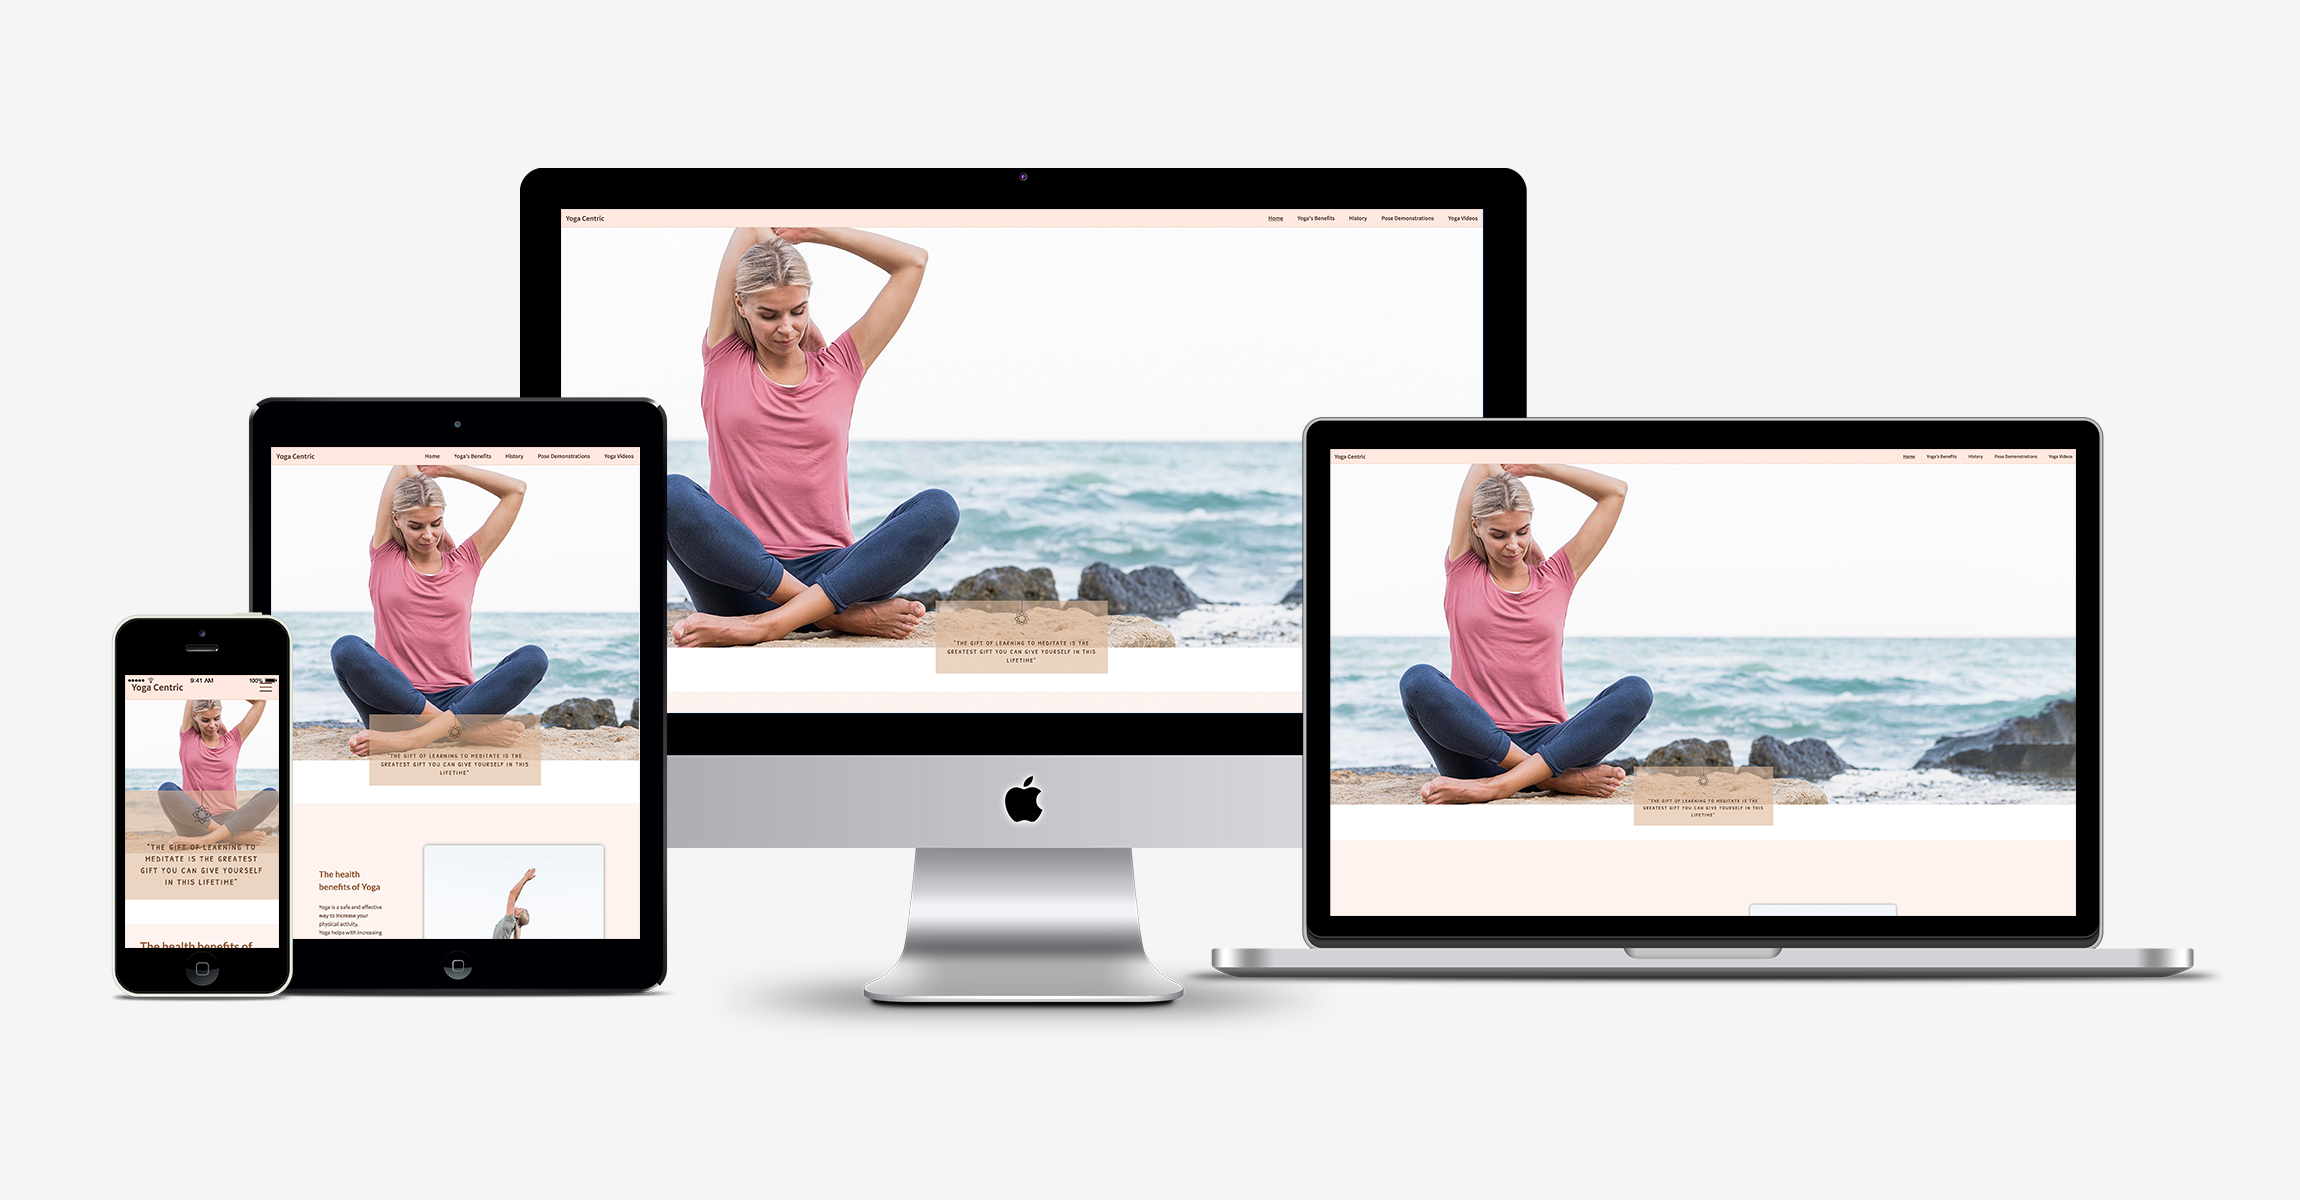 Yoga Centric
Home Yoga's Benefits History Pose Demonstrations Yoga Videos
"THE GIFT OF LEARNING TO MEDITATE IS THE
GREATEST GIFT YOU CAN GIVE YOURSELF IN THIS
LIFETIME"
Yoga Centric
Home Yoga's Benefits History Pose Demonstrations Yoga Videos
"THE GIFT OF LEARNING TO MEDITATE IS THE
GREATEST GIFT YOU CAN GIVE YOURSELF IN THIS
LIFETIME"
The health
benefits of Yoga
Yoga is a safe and effective
way to increase your
physical activity.
Yoga helps with increasing
Yoga Centric
Home Yoga's Benefits History Pose Demonstrations Yoga Videos
"THE GIFT OF LEARNING TO MEDITATE IS THE
GREATEST GIFT YOU CAN GIVE YOURSELF IN THIS
LIFETIME"
9:41 AM 100%
Yoga Centric
"THE GIFT OF LEARNING TO
MEDITATE IS THE GREATEST
GIFT YOU CAN GIVE YOURSELF
IN THIS LIFETIME"
The health benefits of